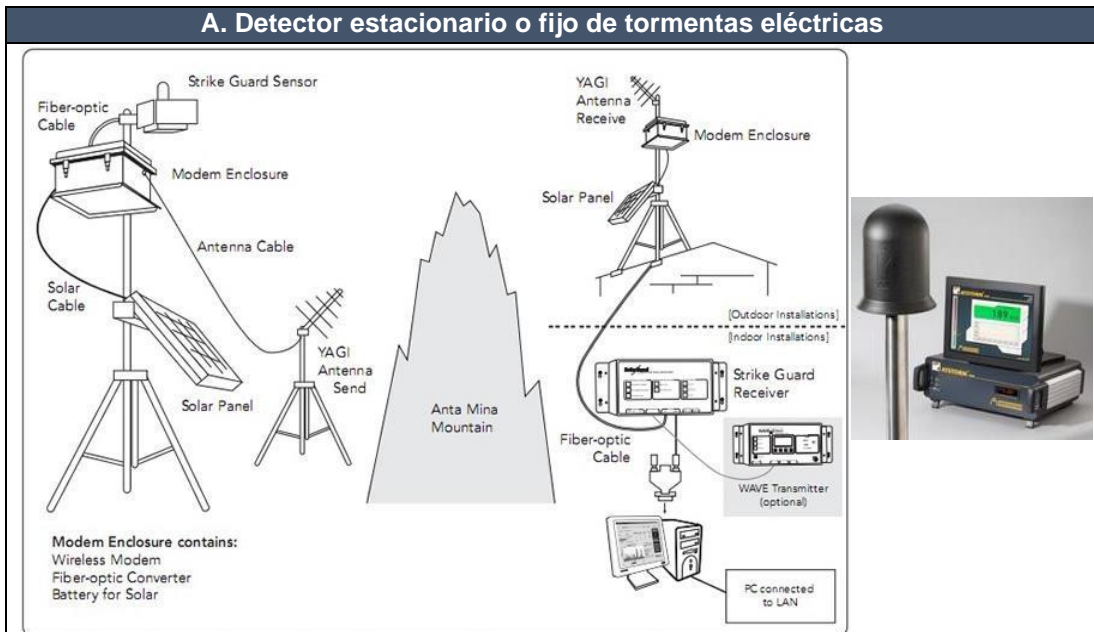 A. Detector estacionario o fijo de tormentas eléctricas
Strike Guard Sensor
Fiber-optic
Cable
Modem Enclosure
Antenna Cable
Solar
Cable
Solar Panel
YAGI
Antenna
Send
Modem Enclosure contains:
Wireless Modem
Fiber-optic Converter
Battery for Solar
Anta Mina
Mountain
YAGI
Antenna
Receive
Modem Enclosure
Solar Panel
[Outdoor Installations]
[Indoor Installations]
Strike Guard
Receiver
Fiber-optic
Cable
WAVE Transmitter
(optional)
PC connected
to LAN
ATSTORM